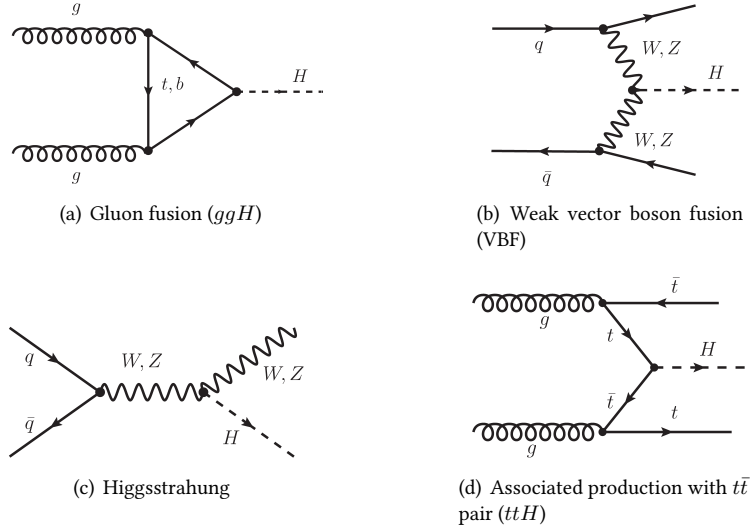 g
t, b
H
g
(a) Gluon fusion (ggH)
q
W, Z
H
W, Z
q̄
(b) Weak vector boson fusion
(VBF)
q
W, Z
W, Z
q̄
H
(c) Higgsstrahung
t̄
g
t
H
t̄
t
g
(d) Associated production with tt̄
pair (ttH)